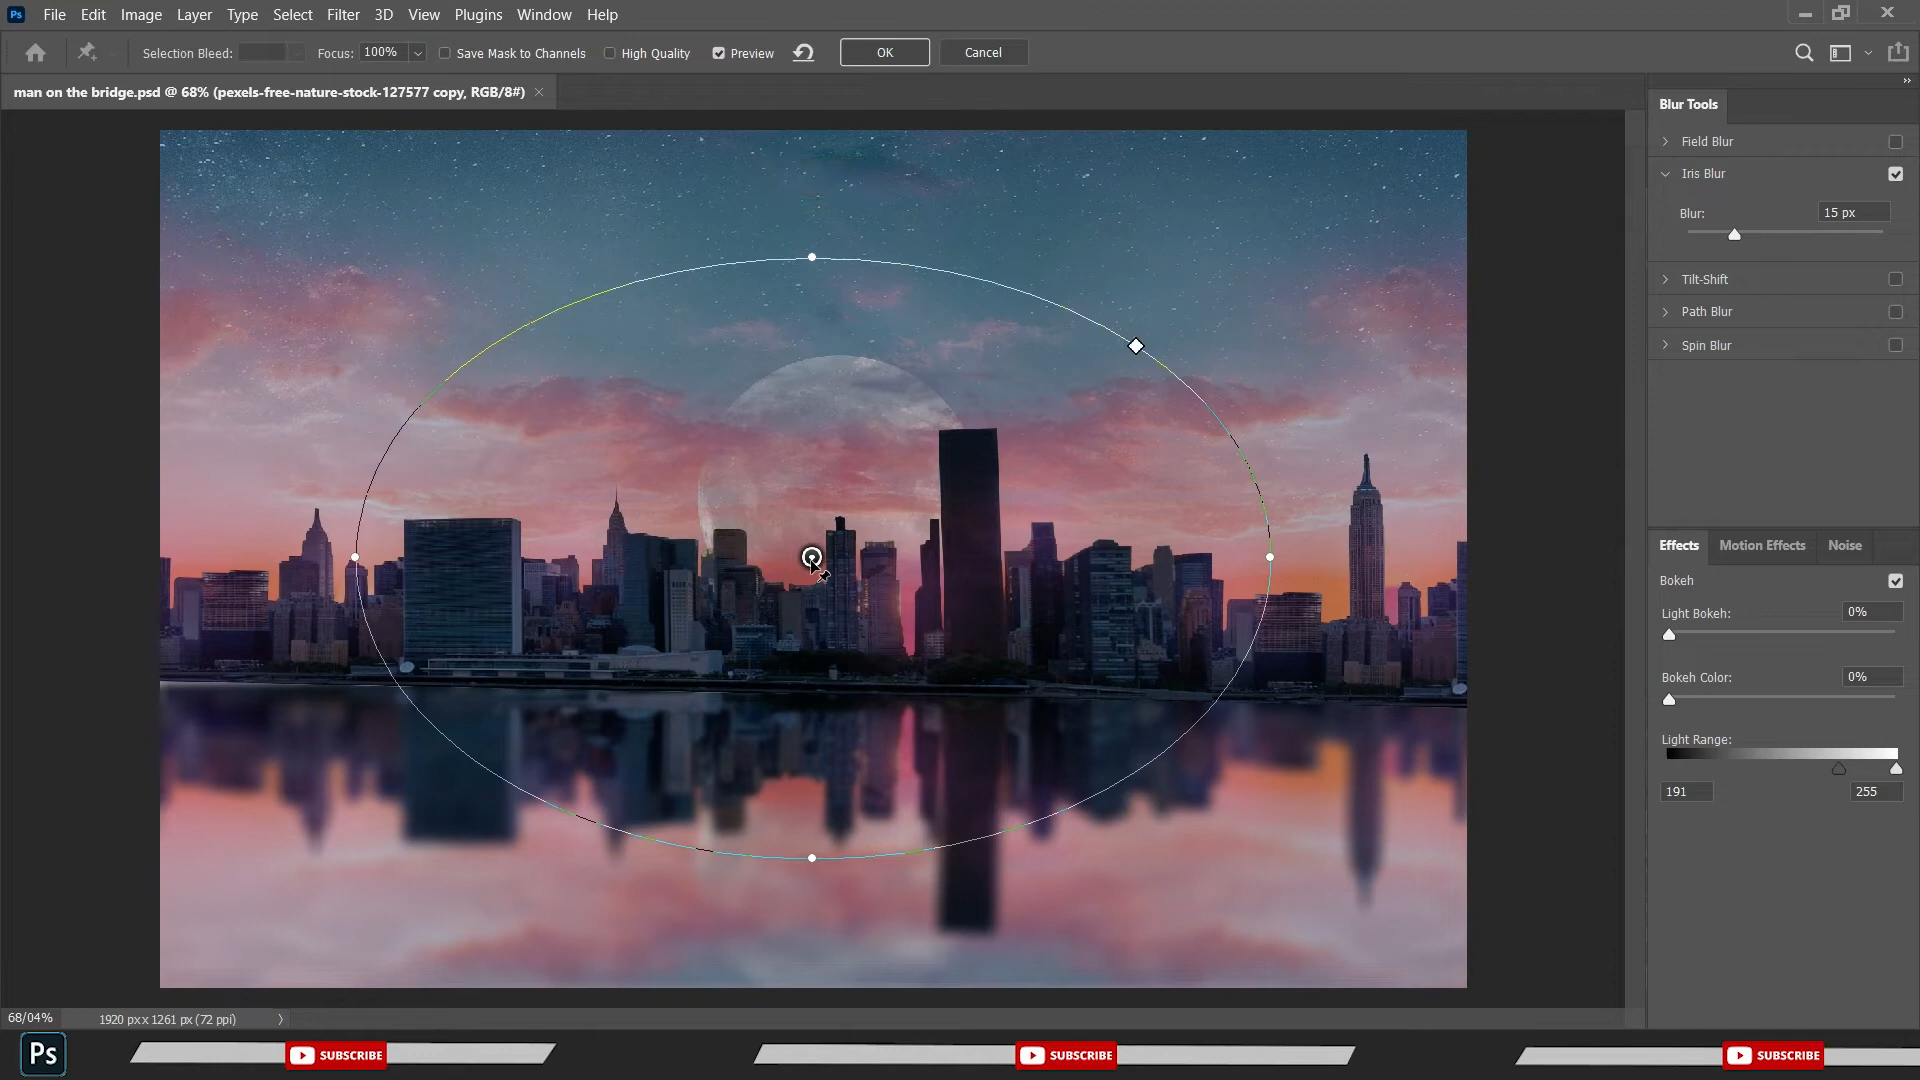 Ps File Edit Image Layer Type Select Filter 3D View Plugins Window Help
Selection Bleed: Focus: 100% Save Mask to Channels High Quality Preview OK Cancel
man on the bridge.psd @ 68% (pexels-free-nature-stock-127577 copy, RGB/8#)
Blur Tools
Field Blur
Iris Blur
Blur: 15 px
Tilt-Shift
Path Blur
Spin Blur
Effects Motion Effects Noise
Bokeh
Light Bokeh: 0%
Bokeh Color: 0%
Light Range:
191 255
68/04% 1920 px x 1261 px (72 ppi)
Ps SUBSCRIBE SUBSCRIBE SUBSCRIBE